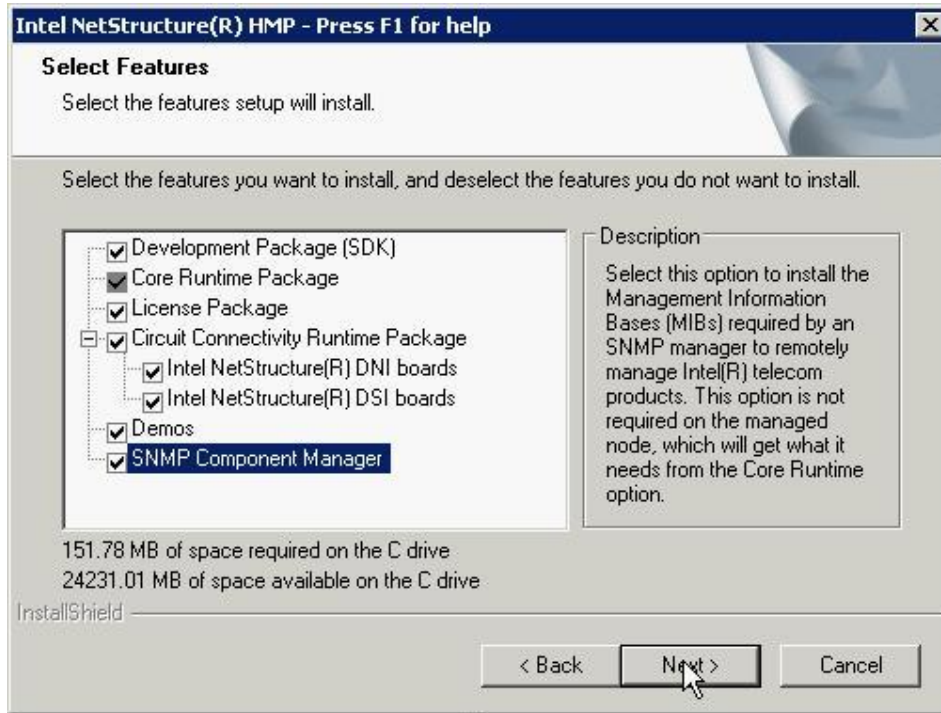 Intel NetStructure(R) HMP - Press F1 for help
Select Features
Select the features setup will install.
Select the features you want to install, and deselect the features you do not want to install.
Development Package (SDK)
Core Runtime Package
License Package
Circuit Connectivity Runtime Package
Intel NetStructure(R) DNI boards
Intel NetStructure(R) DSI boards
Demos
SNMP Component Manager
Description
Select this option to install the
Management Information
Bases (MIBs) required by an
SNMP manager to remotely
manage Intel(R) telecom
products. This option is not
required on the managed
node, which will get what it
needs from the Core Runtime
option.
151.78 MB of space required on the C drive
24231.01 MB of space available on the C drive
InstallShield
< Back
Next >
Cancel